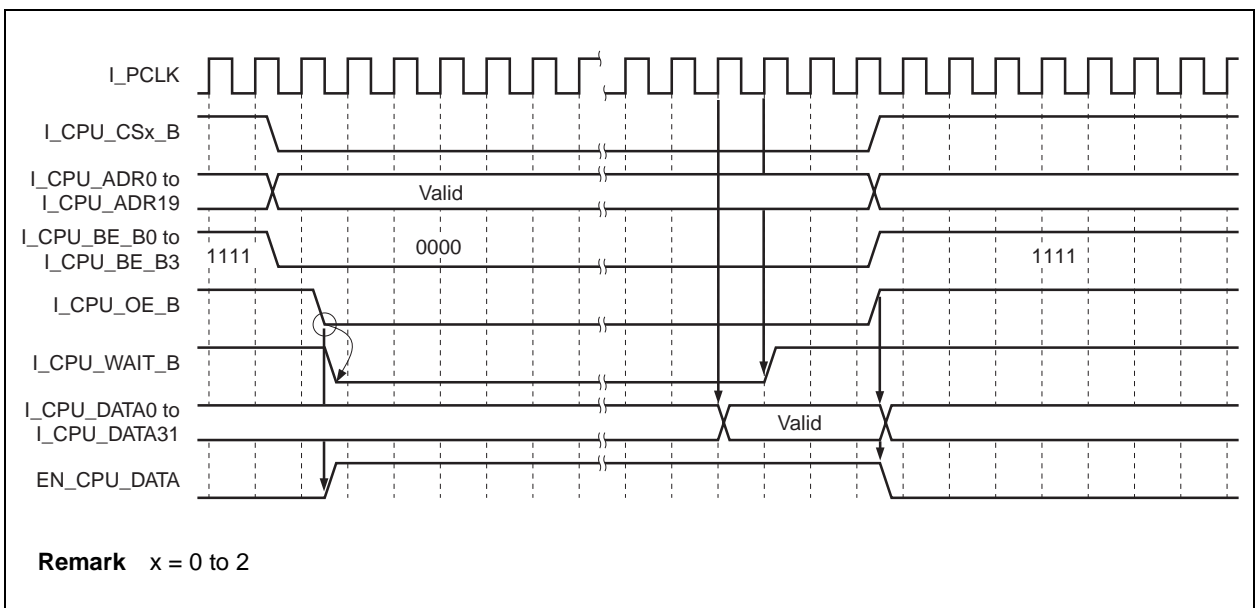 I_PCLK
I_CPU_CSx_B
I_CPU_ADR0 to
I_CPU_ADR19
Valid
I_CPU_BE_B0 to
I_CPU_BE_B3
1111
0000
1111
I_CPU_OE_B
I_CPU_WAIT_B
I_CPU_DATA0 to
I_CPU_DATA31
Valid
EN_CPU_DATA
Remark x = 0 to 2